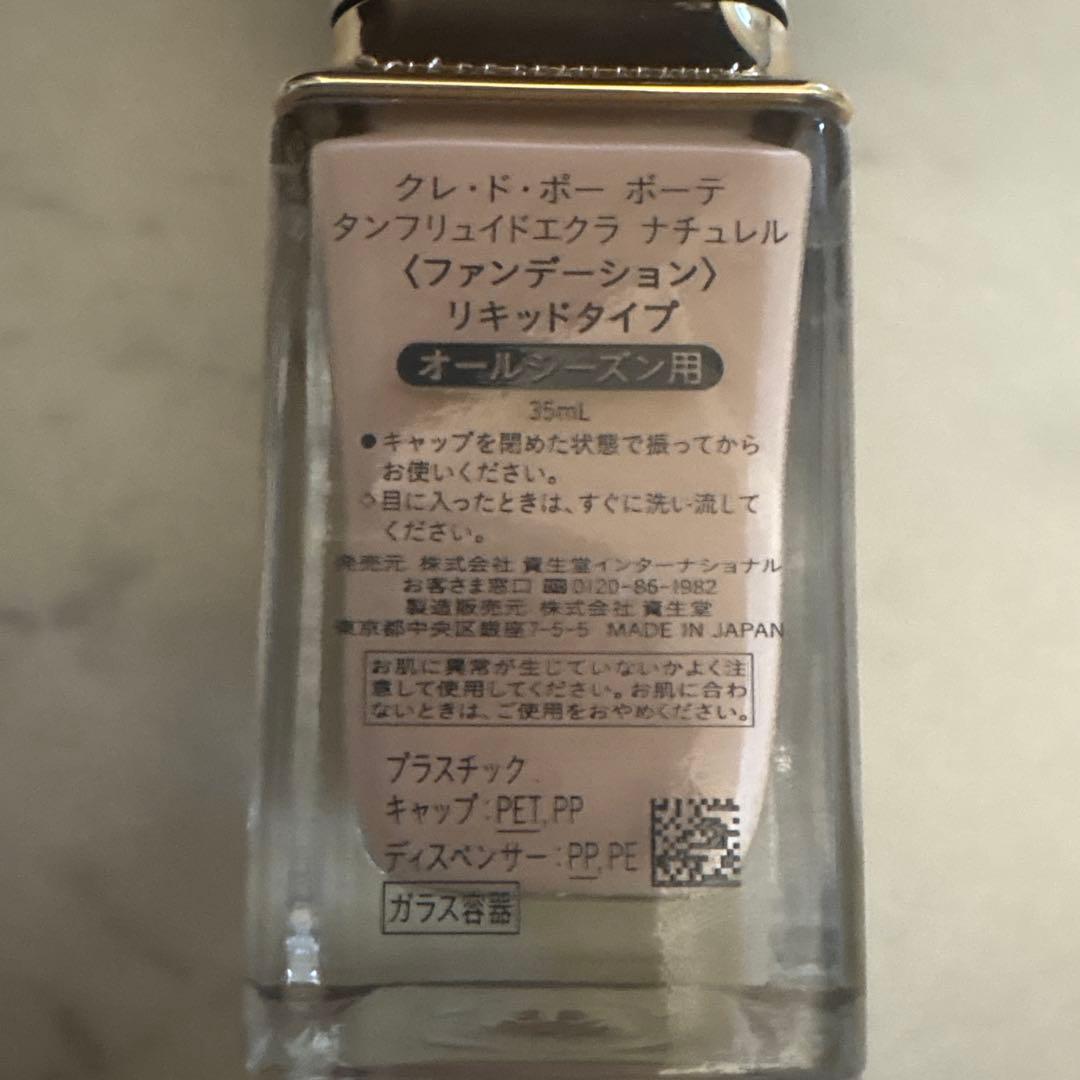 クレ・ド・ポー ボーテ
タンフリュイドエクラ ナチュレル
〈ファンデーション〉
リキッドタイプ
オールシーズン用
35mL
●キャップを閉めた状態で振ってから
お使いください。
◇目に入ったときは、すぐに洗い流して
ください。
発売元 株式会社 資生堂インターナショナル
お客さま窓口 0120-86-1982
製造販売元 株式会社 資生堂
東京都中央区銀座7-5-5 MADE IN JAPAN
お肌に異常が生じていないかよく注
意して使用してください。お肌に合わ
ないときは、ご使用をおやめください。
プラスチック
キャップ:PET,PP
ディスペンサー:PP,PE
ガラス容器